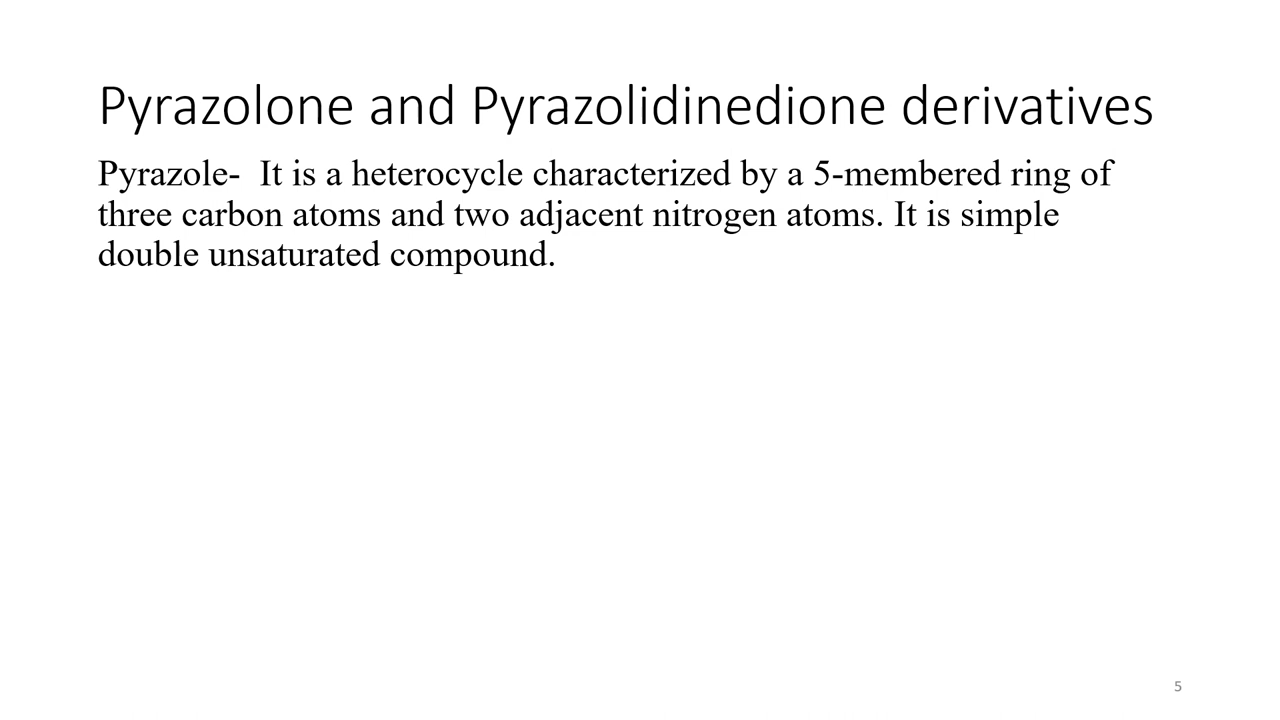 Pyrazolone and Pyrazolidinedione derivatives
Pyrazole-  It is a heterocycle characterized by a 5-membered ring of
three carbon atoms and two adjacent nitrogen atoms. It is simple
double unsaturated compound.
5